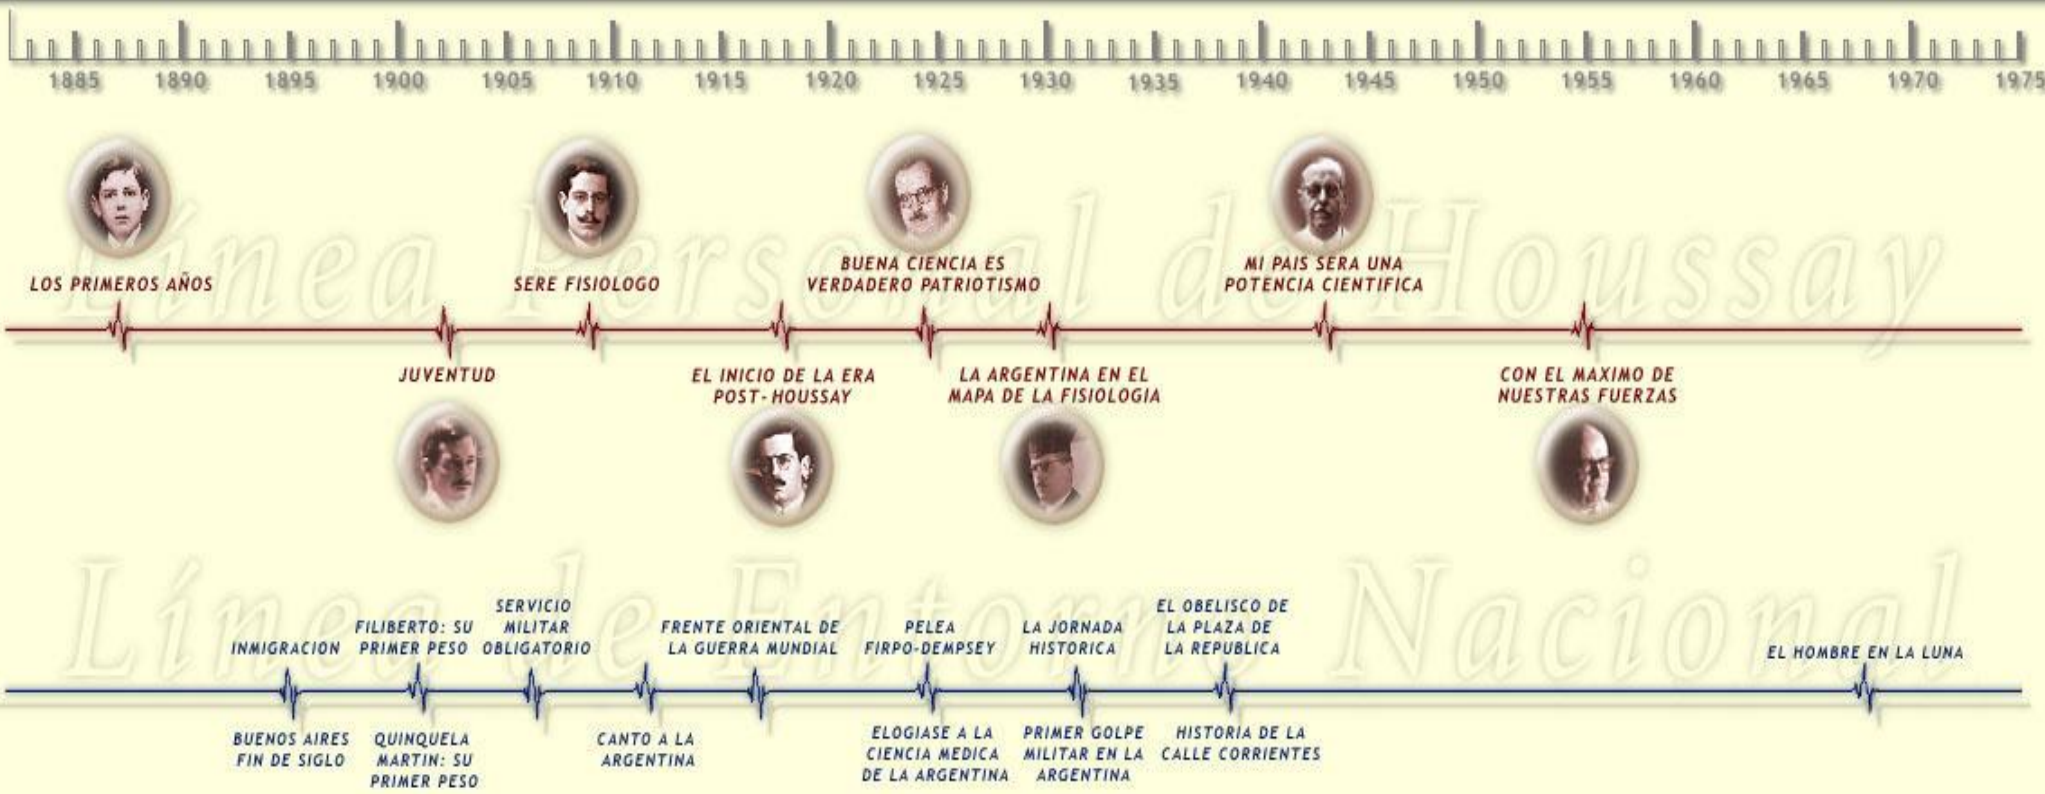 1885 1890 1895 1900 1905 1910 1915 1920 1925 1930 1935 1940 1945 1950 1955 1960 1965 1970 1975
Línea Personal de Houssay
LOS PRIMEROS AÑOS
SERE FISIOLOGO
BUENA CIENCIA ES
VERDADERO PATRIOTISMO
MI PAIS SERA UNA
POTENCIA CIENTIFICA
JUVENTUD
EL INICIO DE LA ERA
POST-HOUSSAY
LA ARGENTINA EN EL
MAPA DE LA FISIOLOGIA
CON EL MAXIMO DE
NUESTRAS FUERZAS
Línea de Entorno Nacional
INMIGRACION
FILIBERTO: SU
PRIMER PESO
SERVICIO
MILITAR
OBLIGATORIO
FRENTE ORIENTAL DE
LA GUERRA MUNDIAL
PELEA
FIRPO-DEMPSEY
LA JORNADA
HISTORICA
EL OBELISCO DE
LA PLAZA DE
LA REPUBLICA
EL HOMBRE EN LA LUNA
BUENOS AIRES
FIN DE SIGLO
QUINQUELA
MARTIN: SU
PRIMER PESO
CANTO A LA
ARGENTINA
ELOGIASE A LA
CIENCIA MEDICA
DE LA ARGENTINA
PRIMER GOLPE
MILITAR EN LA
ARGENTINA
HISTORIA DE LA
CALLE CORRIENTES